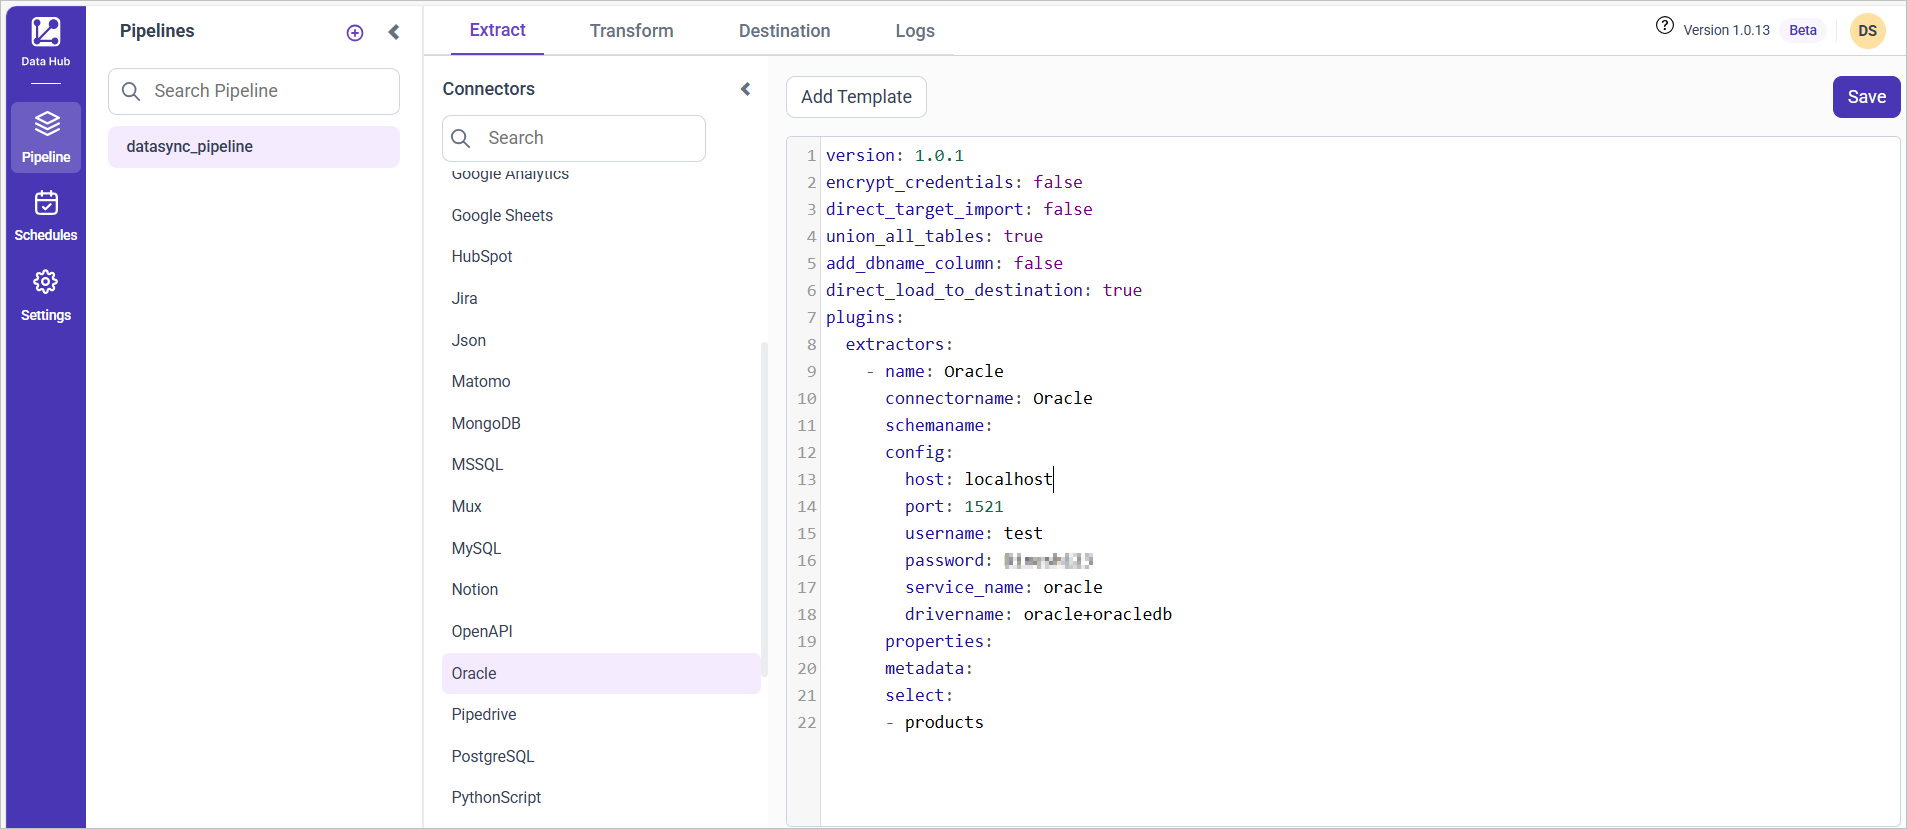 Data Hub
Pipeline
Schedules
Settings
Pipelines
Search Pipeline
datasync_pipeline
Extract
Transform
Destination
Logs
Version 1.0.13
Beta
DS
Connectors
Search
Google Analytics
Google Sheets
HubSpot
Jira
Json
Matomo
MongoDB
MSSQL
Mux
MySQL
Notion
OpenAPI
Oracle
Pipedrive
PostgreSQL
PythonScript
Add Template
Save
1 version: 1.0.1
2 encrypt_credentials: false
3 direct_target_import: false
4 union_all_tables: true
5 add_dbname_column: false
6 direct_load_to_destination: true
7 plugins:
8 extractors:
9 - name: Oracle
10 connectorname: Oracle
11 schemaname:
12 config:
13 host: localhost
14 port: 1521
15 username: test
16 password:
17 service_name: oracle
18 drivername: oracle+oracledb
19 properties:
20 metadata:
21 select:
22 - products